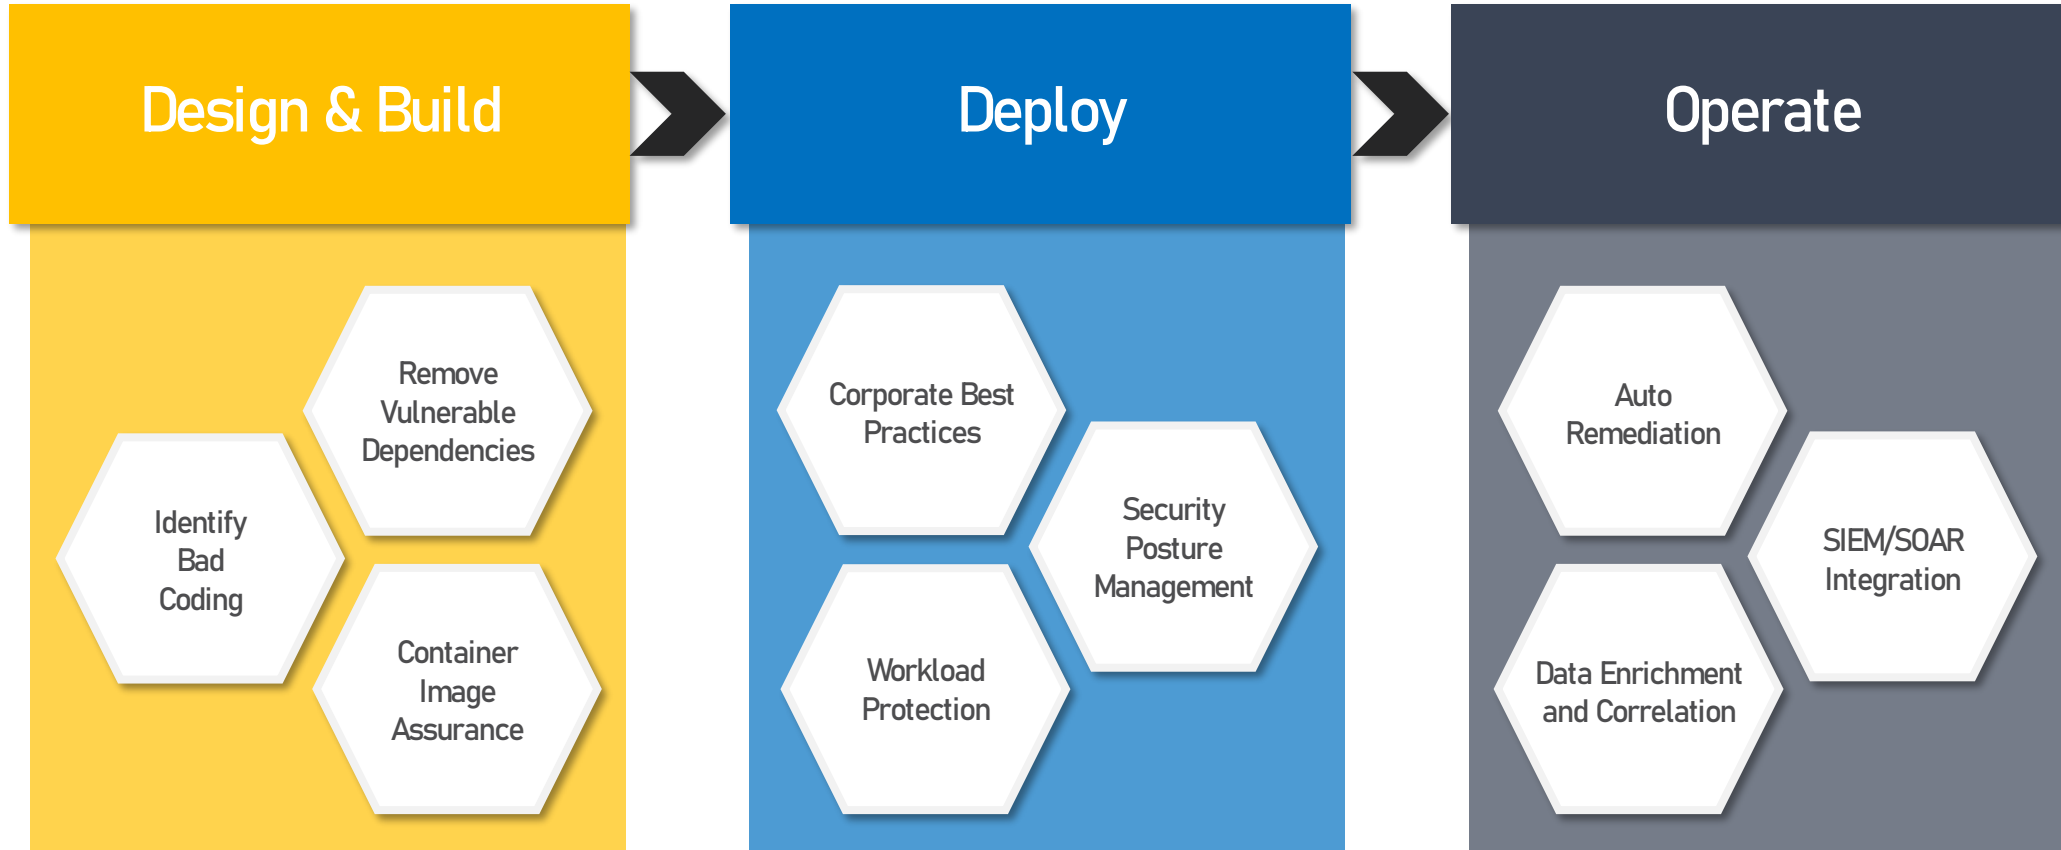 Design & Build
Deploy
Operate
Remove
Vulnerable
Dependencies
Identify
Bad
Coding
Container
Image
Assurance
Corporate Best
Practices
Security
Posture
Management
Workload
Protection
Auto
Remediation
SIEM/SOAR
Integration
Data Enrichment
and Correlation